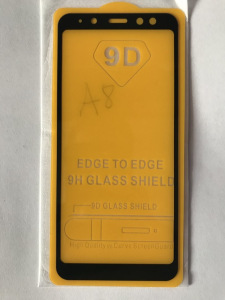 9D
A8
EDGE TO EDGE
9H GLASS SHIELD
9D GLASS SHIELD